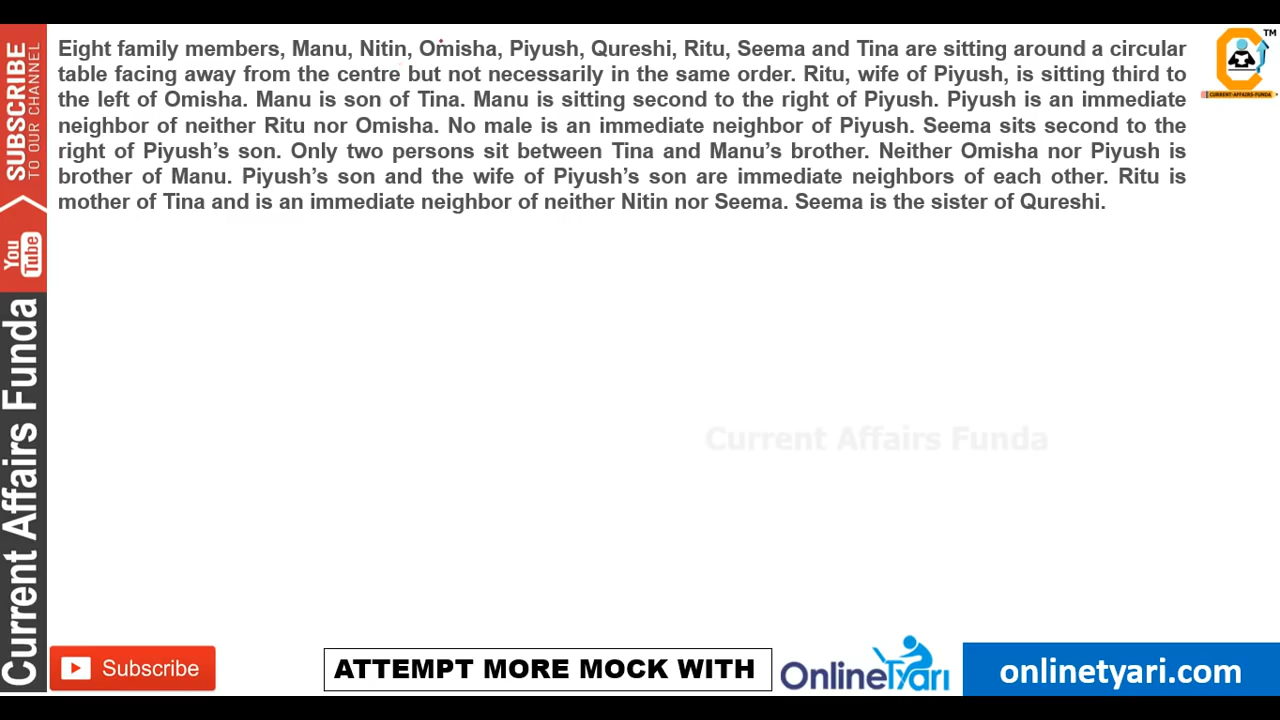 SUBSCRIBE
TO OUR CHANNEL
You
Tube
Current Affairs Funda
Eight family members, Manu, Nitin, Omisha, Piyush, Qureshi, Ritu, Seema and Tina are sitting around a circular
table facing away from the centre but not necessarily in the same order. Ritu, wife of Piyush, is sitting third to
the left of Omisha. Manu is son of Tina. Manu is sitting second to the right of Piyush. Piyush is an immediate
neighbor of neither Ritu nor Omisha. No male is an immediate neighbor of Piyush. Seema sits second to the
right of Piyush's son. Only two persons sit between Tina and Manu's brother. Neither Omisha nor Piyush is
brother of Manu. Piyush's son and the wife of Piyush's son are immediate neighbors of each other. Ritu is
mother of Tina and is an immediate neighbor of neither Nitin nor Seema. Seema is the sister of Qureshi.
TM
CURRENT-AFFAIRS-FUNDA
Current Affairs Funda
Subscribe
ATTEMPT MORE MOCK WITH
OnlineTyari
onlinetyari.com